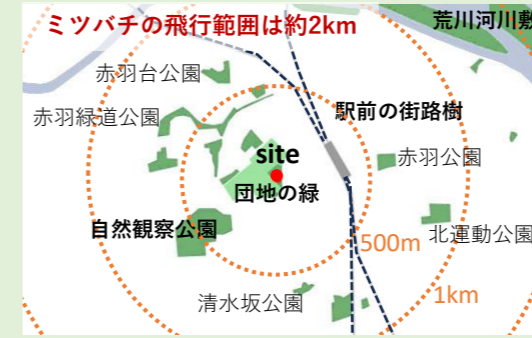 ミツバチの飛行範囲は約2km
荒川河川敷
赤羽台公園
赤羽緑道公園
駅前の街路樹
site
赤羽公園
団地の緑
自然観察公園
北運動公園
500m
清水坂公園
1km